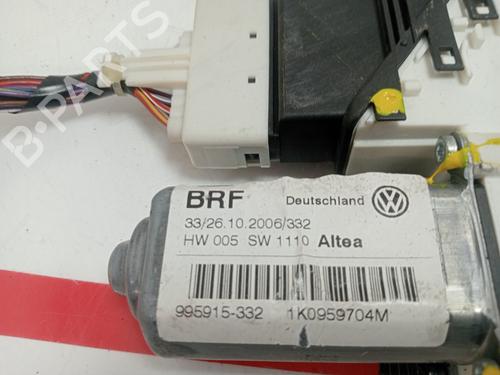 B-PARTS
BRF Deutschland
33/26.10.2006/332
HW 005 SW 1110 Altea
995915-332 1K0959704M